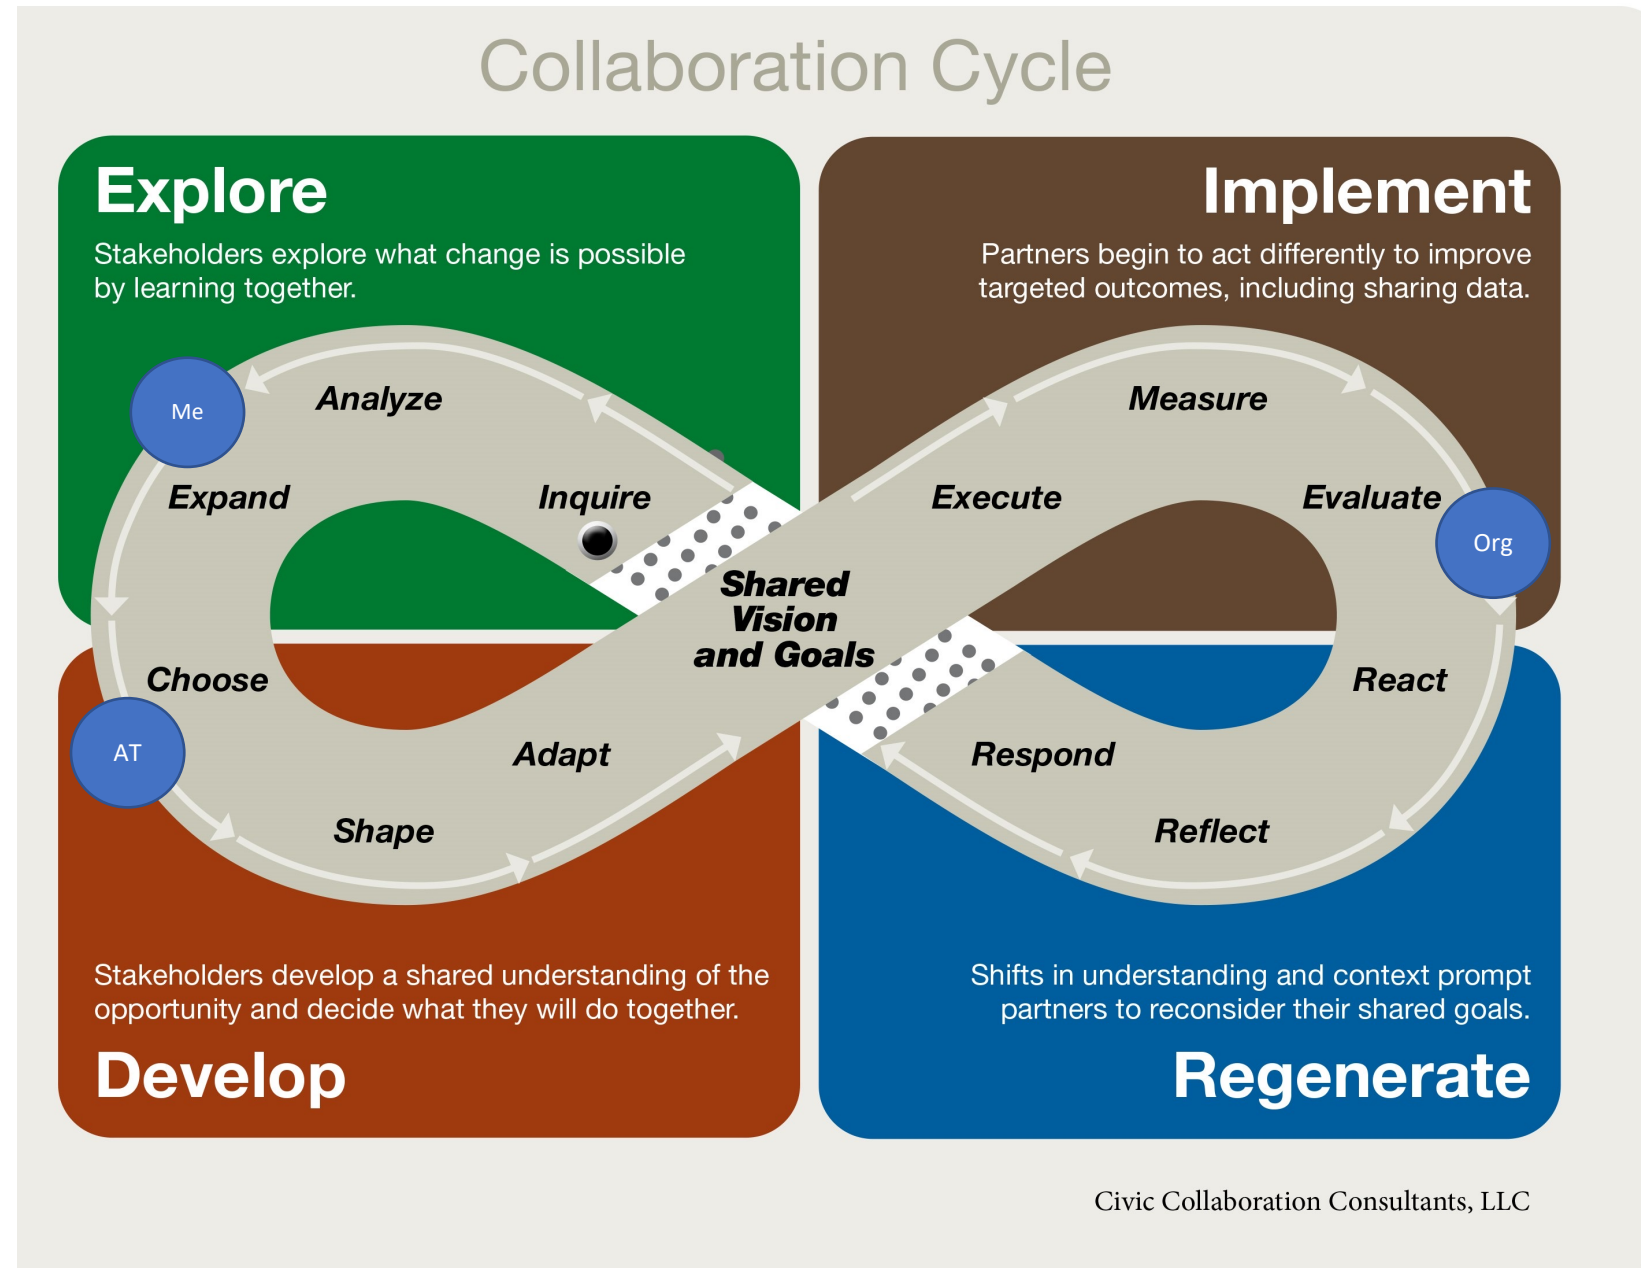 Collaboration Cycle
Explore
Stakeholders explore what change is possible
by learning together.
Implement
Partners begin to act differently to improve
targeted outcomes, including sharing data.
Me
Analyze
Expand
Inquire
Measure
Execute
Evaluate
Org
Shared
Vision
and Goals
Choose
AT
Adapt
Shape
React
Respond
Reflect
Stakeholders develop a shared understanding of the
opportunity and decide what they will do together.
Develop
Shifts in understanding and context prompt
partners to reconsider their shared goals.
Regenerate
Civic Collaboration Consultants, LLC